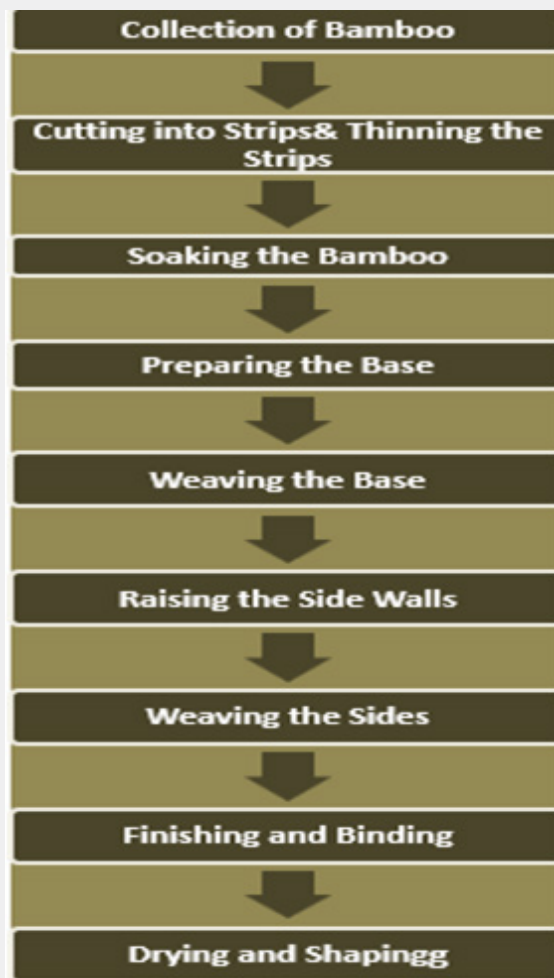 Collection of Bamboo
Cutting into Strips& Thinning the
Strips
Soaking the Bamboo
Preparing the Base
Weaving the Base
Raising the Side Walls
Weaving the Sides
Finishing and Binding
Drying and Shapingg